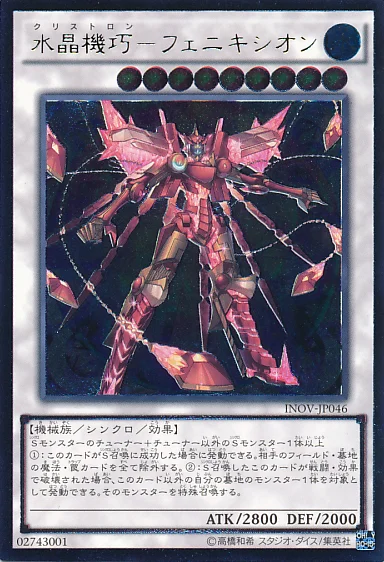 クリストロン
水晶機巧－フェニキシオン
INOV-JP046
【機械族／シンクロ／効果】
Sモンスターのチューナー＋チューナー以外のSモンスター1体以上
①：このカードがS召喚に成功した場合に発動できる。相手のフィールド・墓地
の魔法・罠カードを全て除外する。②：S召喚したこのカードが戦闘・効果
で破壊された場合、このカード以外の自分の墓地のモンスター1体を対象と
して発動できる。そのモンスターを特殊召喚する。
ATK/2800 DEF/2000
02743001
©高橋和希 スタジオ・ダイス/集英社